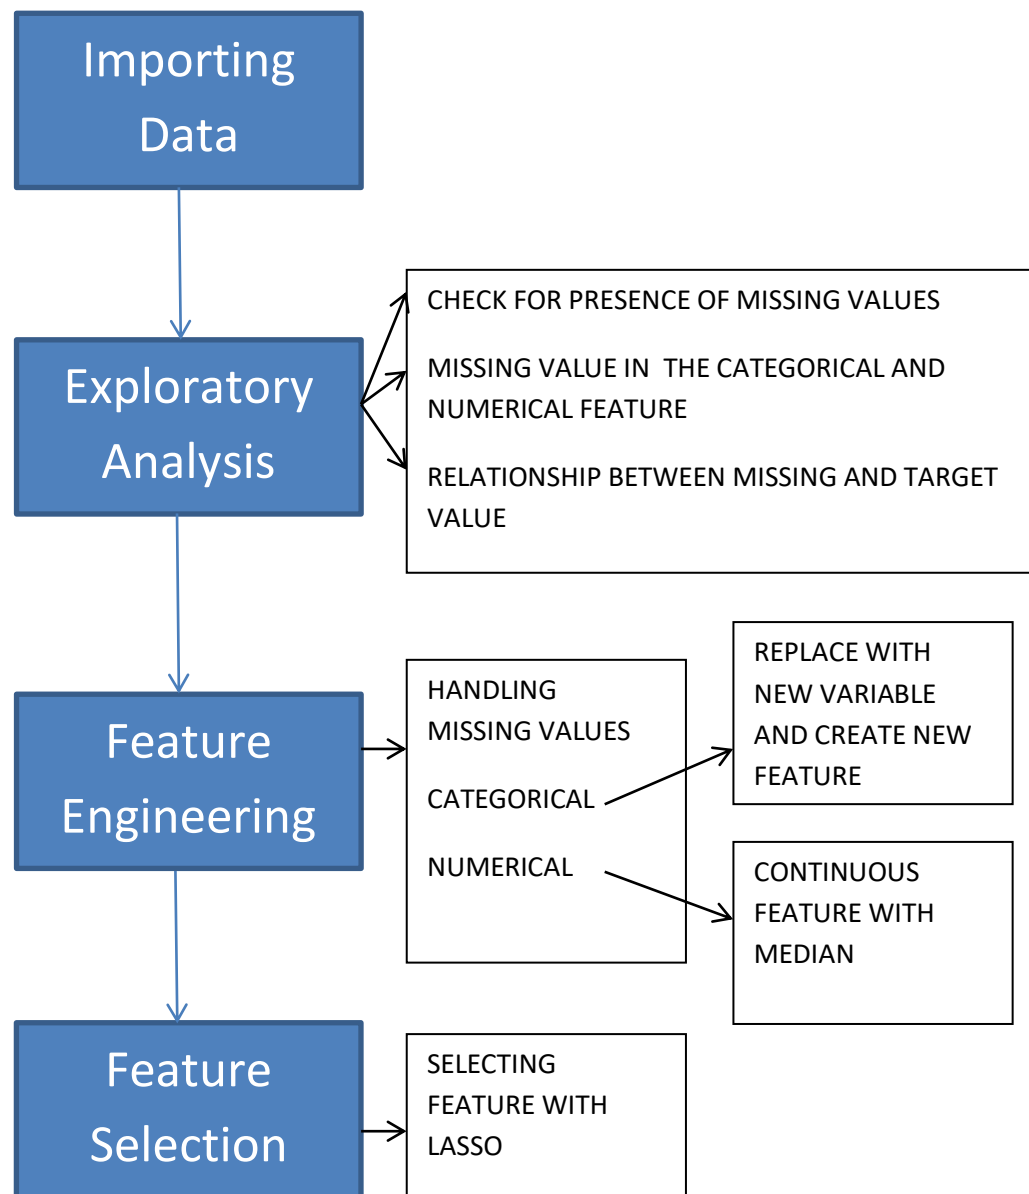 Importing
Data
Exploratory
Analysis
CHECK FOR PRESENCE OF MISSING VALUES
MISSING VALUE IN  THE CATEGORICAL AND
NUMERICAL FEATURE
RELATIONSHIP BETWEEN MISSING AND TARGET
VALUE
Feature
Engineering
HANDLING
MISSING VALUES
CATEGORICAL
NUMERICAL
REPLACE WITH
NEW VARIABLE
AND CREATE NEW
FEATURE
CONTINUOUS
FEATURE WITH
MEDIAN
Feature
Selection
SELECTING
FEATURE WITH
LASSO